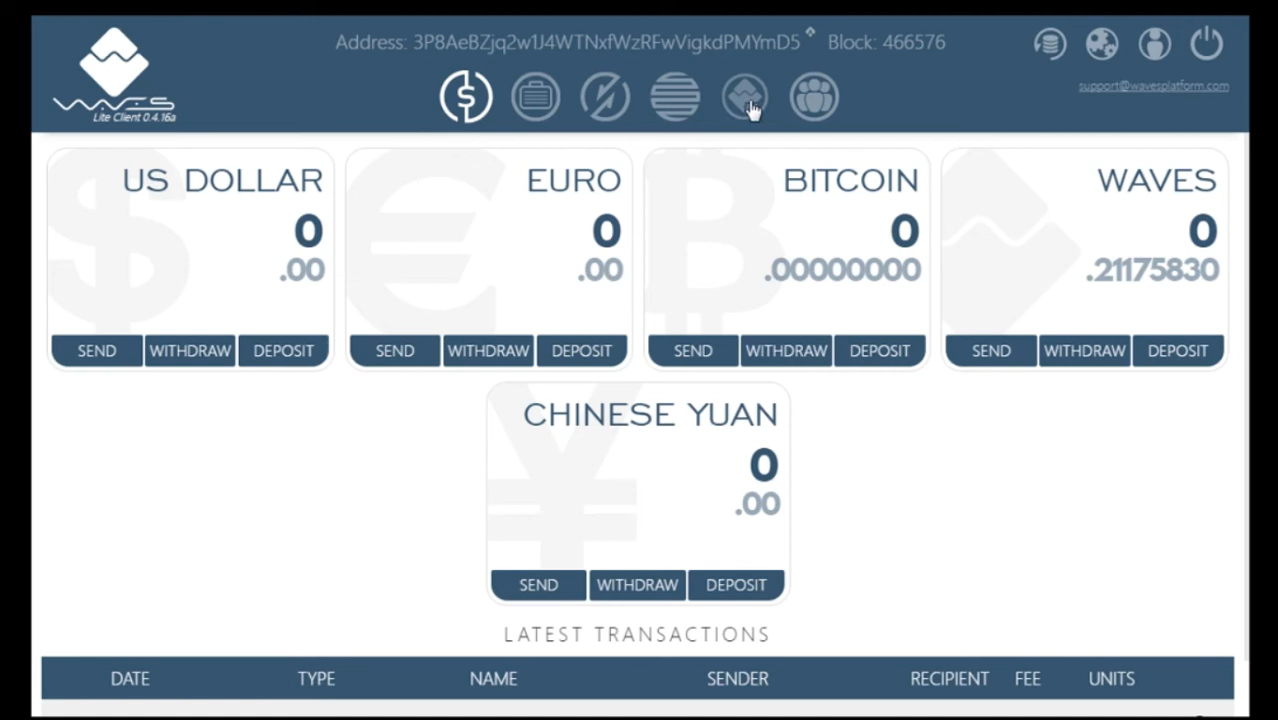 Address: 3P8AeBZjq2w1J4WTNxfWzRFwVigkdPMYmD5 Block: 466576
support@wavesplatform.com
WAVES
Lite Client 0.4.16a
US DOLLAR
0
.00
SEND WITHDRAW DEPOSIT
EURO
0
.00
SEND WITHDRAW DEPOSIT
BITCOIN
0
.00000000
SEND WITHDRAW DEPOSIT
WAVES
0
.21175830
SEND WITHDRAW DEPOSIT
CHINESE YUAN
0
.00
SEND WITHDRAW DEPOSIT
LATEST TRANSACTIONS
DATE TYPE NAME SENDER RECIPIENT FEE UNITS